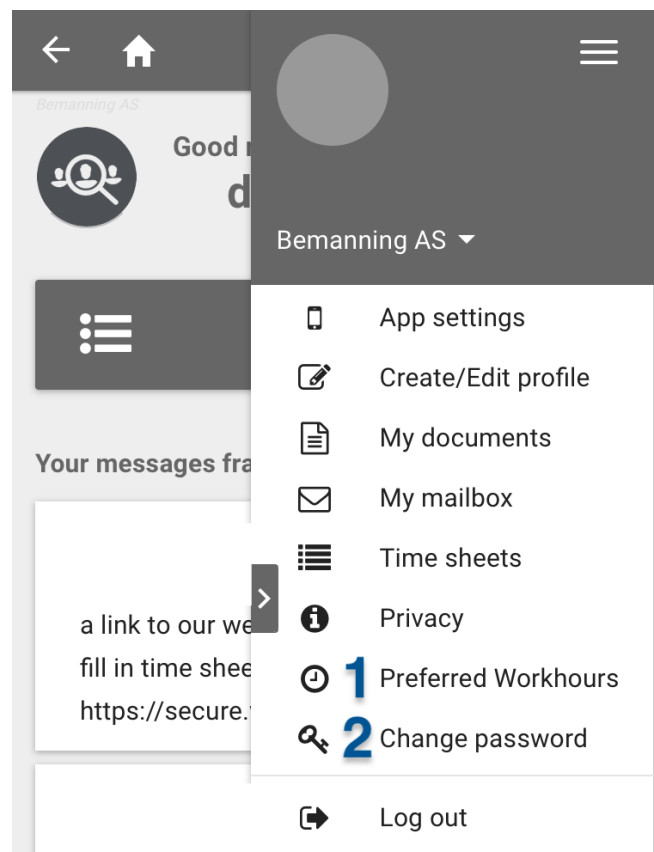 Bemanning AS
Good
d
Bemanning AS
App settings
Create/Edit profile
My documents
My mailbox
Your messages fra
Time sheets
Privacy
a link to our we
fill in time shee
https://secure.
1 Preferred Workhours
2 Change password
Log out